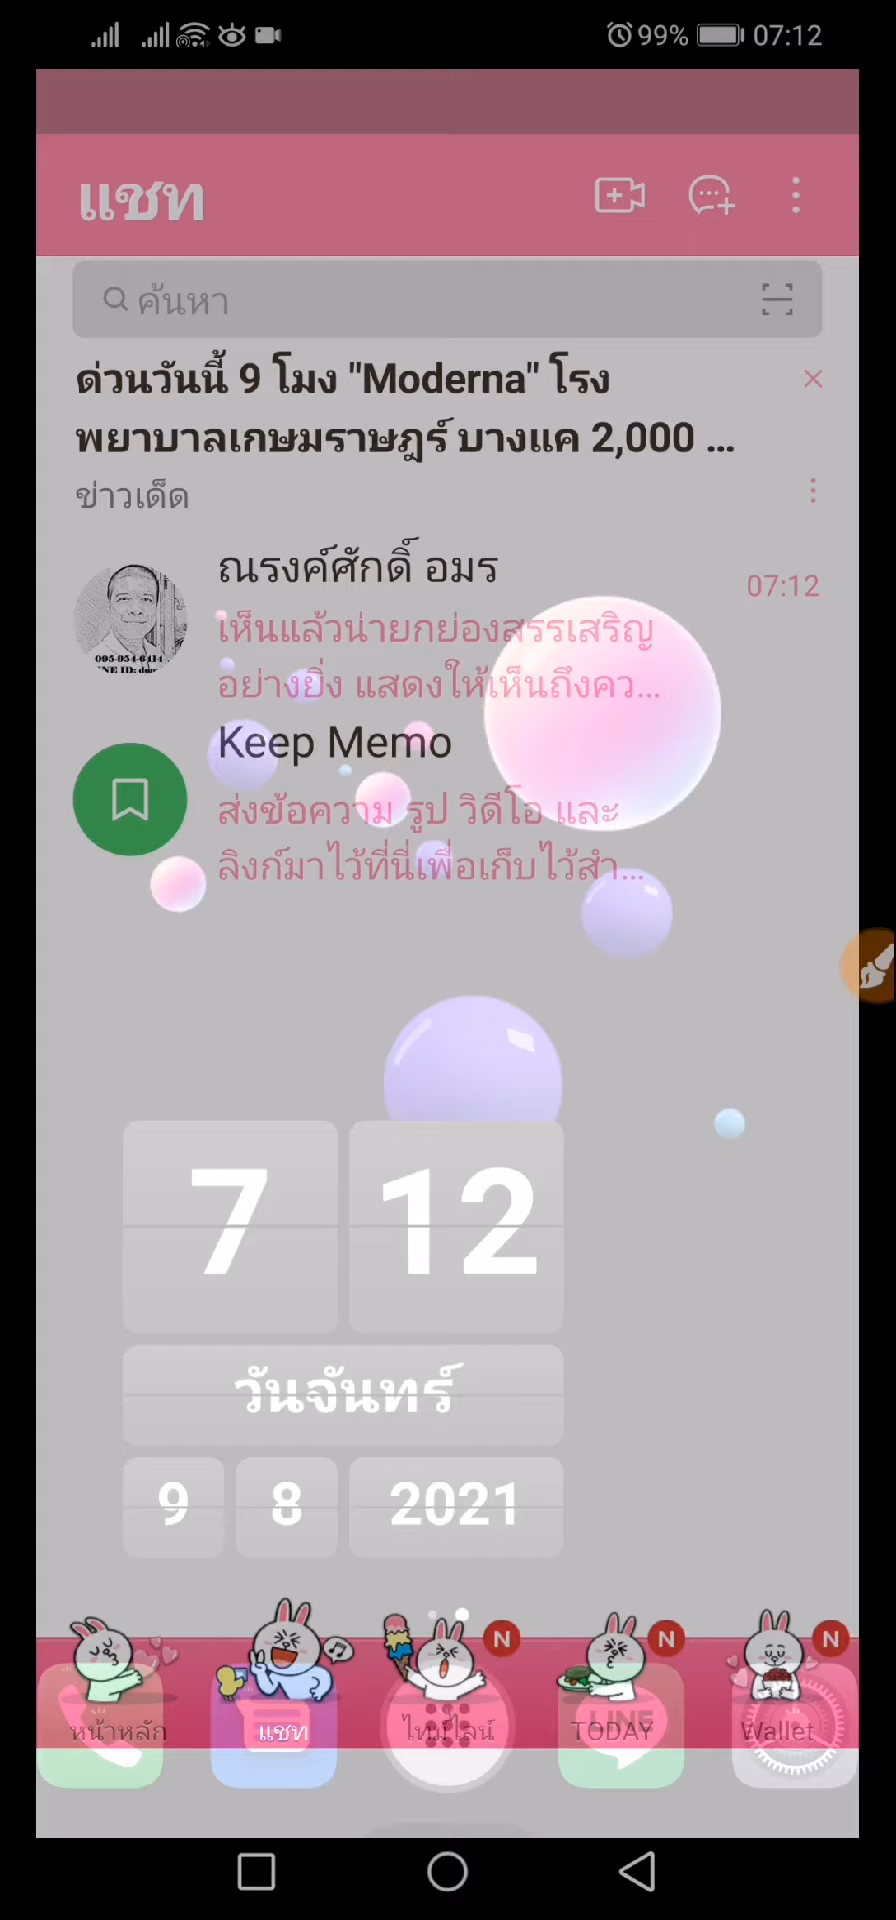 99% 07:12
แชท
ค้นหา
ด่วนวันนี้ 9 โมง "Moderna" โรง
พยาบาลเกษมราษฎร์ บางแค 2,000 ...
ข่าวเด็ด
ณรงค์ศักดิ์ อมร
07:12
เห็นแล้วน่ายกย่องสรรเสริญ
อย่างยิ่ง แสดงให้เห็นถึงคว...
095-954-6414
Keep Memo
ส่งข้อความ รูป วิดีโอ และ
ลิงก์มาไว้ที่นี่เพื่อเก็บไว้สำ...
7 12
วันจันทร์
9 8 2021
N N N
หน้าหลัก แชท ไทม์ไลน์ TODAY Wallet
LINE